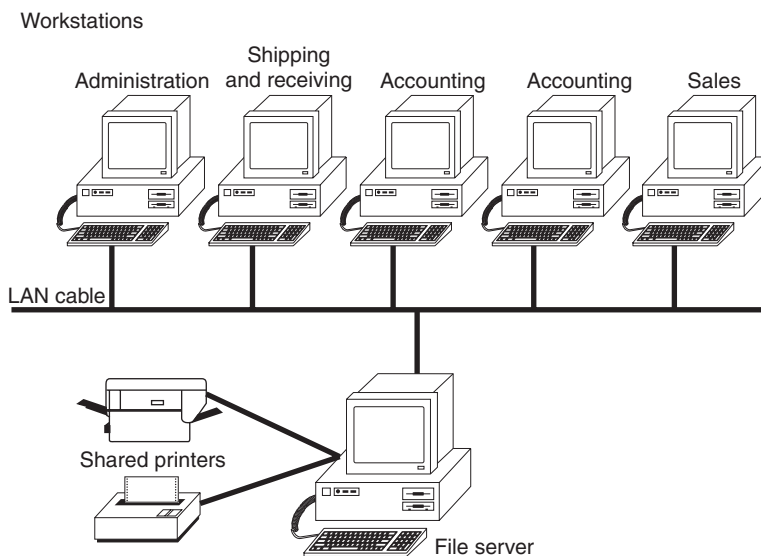 Workstations
Administration
Shipping
and receiving
Accounting
Accounting
Sales
LAN cable
Shared printers
File server